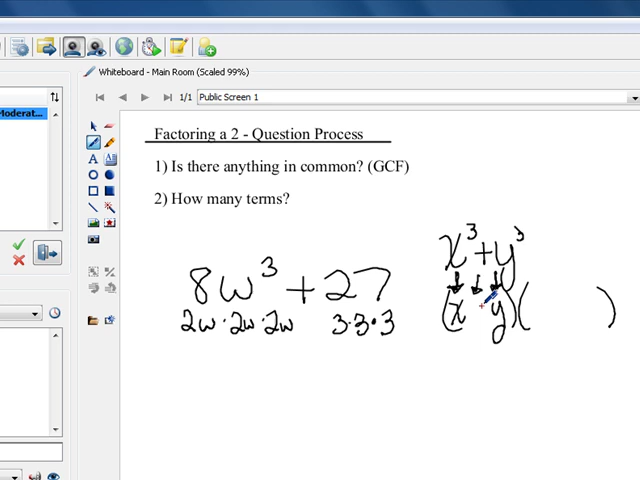 Whiteboard - Main Room (Scaled 99%)
1/1 Public Screen 1
Moderat...
Factoring a 2 - Question Process
1) Is there anything in common? (GCF)
2) How many terms?
x³ + y³
8w³ + 27
(x y)( )
2w · 2w · 2w 3 · 3 · 3